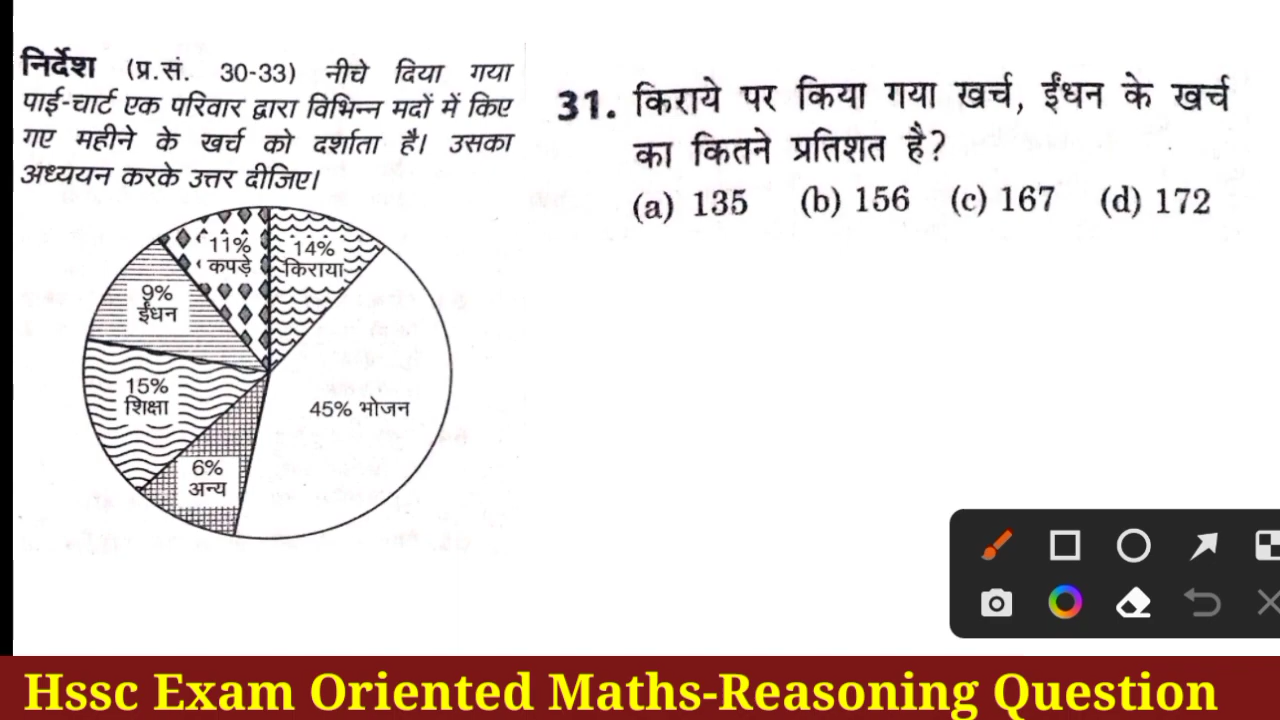 निर्देश (प्र.सं. 30-33) नीचे दिया गया
पाई-चार्ट एक परिवार द्वारा विभिन्न मदों में किए
गए महीने के खर्च को दर्शाता है। उसका
अध्ययन करके उत्तर दीजिए।
11%
कपड़े
14%
किराया
9%
ईंधन
15%
शिक्षा
45% भोजन
6%
अन्य
31. किराये पर किया गया खर्च, ईंधन के खर्च
का कितने प्रतिशत है?
(a) 135 (b) 156 (c) 167 (d) 172
Hssc Exam Oriented Maths-Reasoning Question